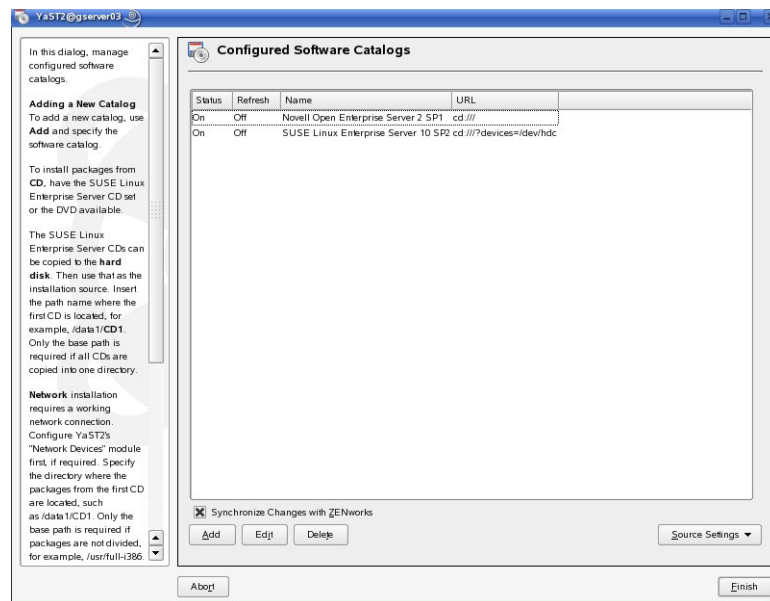 YaST2@gserver03
In this dialog, manage
configured software
catalogs.
Adding a New Catalog
To add a new catalog, use
Add and specify the
software catalog.
To install packages from
CD, have the SUSE Linux
Enterprise Server CD set
or the DVD available.
The SUSE Linux
Enterprise Server CDs can
be copied to the hard
disk. Then use that as the
installation source. Insert
the path name where the
first CD is located, for
example, /data1/CD1.
Only the base path is
required if all CDs are
copied into one directory.
Network installation
requires a working
network connection.
Configure YaST2's
"Network Devices" module
first, if required. Specify
the directory where the
packages from the first CD
are located, such
as /data1/CD1. Only the
base path is required if
packages are not divided,
for example, /usr/full-i386.
Configured Software Catalogs
Status Refresh Name URL
On Off Novell Open Enterprise Server 2 SP1 cd:///
On Off SUSE Linux Enterprise Server 10 SP2 cd:///?devices=/dev/hdc
Synchronize Changes with ZENworks
Add Edit Delete Source Settings
Abort Finish